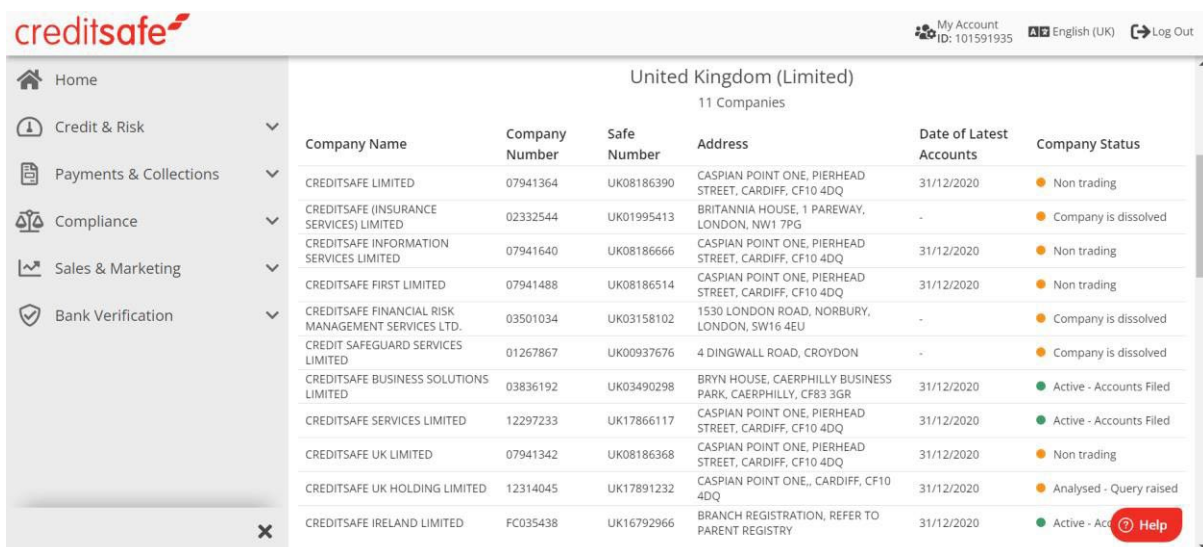 creditsafe
My Account
ID: 101591935
English (UK)
Log Out
Home
Credit & Risk
Payments & Collections
Compliance
Sales & Marketing
Bank Verification
United Kingdom (Limited)
11 Companies
Company Name Company Number Safe Number Address Date of Latest Accounts Company Status
CREDITSAFE LIMITED 07941364 UK08186390 CASPIAN POINT ONE, PIERHEAD STREET, CARDIFF, CF10 4DQ 31/12/2020 Non trading
CREDITSAFE (INSURANCE SERVICES) LIMITED 02332544 UK01995413 BRITANNIA HOUSE, 1 PAREWAY, LONDON, NW1 7PG - Company is dissolved
CREDITSAFE INFORMATION SERVICES LIMITED 07941640 UK08186666 CASPIAN POINT ONE, PIERHEAD STREET, CARDIFF, CF10 4DQ 31/12/2020 Non trading
CREDITSAFE FIRST LIMITED 07941488 UK08186514 CASPIAN POINT ONE, PIERHEAD STREET, CARDIFF, CF10 4DQ 31/12/2020 Non trading
CREDITSAFE FINANCIAL RISK MANAGEMENT SERVICES LTD. 03501034 UK03158102 1530 LONDON ROAD, NORBURY, LONDON, SW16 4EU - Company is dissolved
CREDIT SAFEGUARD SERVICES LIMITED 01267867 UK00937676 4 DINGWALL ROAD, CROYDON - Company is dissolved
CREDITSAFE BUSINESS SOLUTIONS LIMITED 03836192 UK03490298 BRYN HOUSE, CAERPHILLY BUSINESS PARK, CAERPHILLY, CF83 3GR 31/12/2020 Active - Accounts Filed
CREDITSAFE SERVICES LIMITED 12297233 UK17866117 CASPIAN POINT ONE, PIERHEAD STREET, CARDIFF, CF10 4DQ 31/12/2020 Active - Accounts Filed
CREDITSAFE UK LIMITED 07941342 UK08186368 CASPIAN POINT ONE, PIERHEAD STREET, CARDIFF, CF10 4DQ 31/12/2020 Non trading
CREDITSAFE UK HOLDING LIMITED 12314045 UK17891232 CASPIAN POINT ONE,, CARDIFF, CF10 4DQ 31/12/2020 Analysed - Query raised
CREDITSAFE IRELAND LIMITED FC035438 UK16792966 BRANCH REGISTRATION, REFER TO PARENT REGISTRY 31/12/2020 Active -
Help